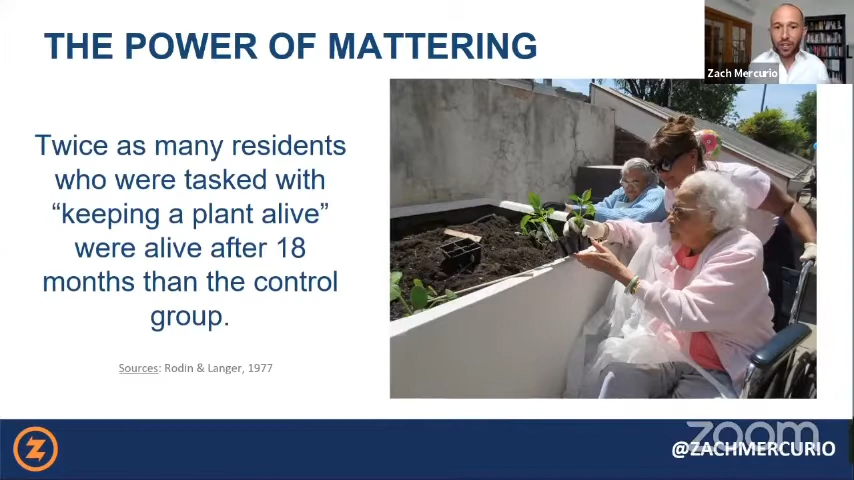 THE POWER OF MATTERING
Zach Mercurio
Twice as many residents
who were tasked with
“keeping a plant alive”
were alive after 18
months than the control
group.
Sources: Rodin & Langer, 1977
zoom
@ZACHMERCURIO